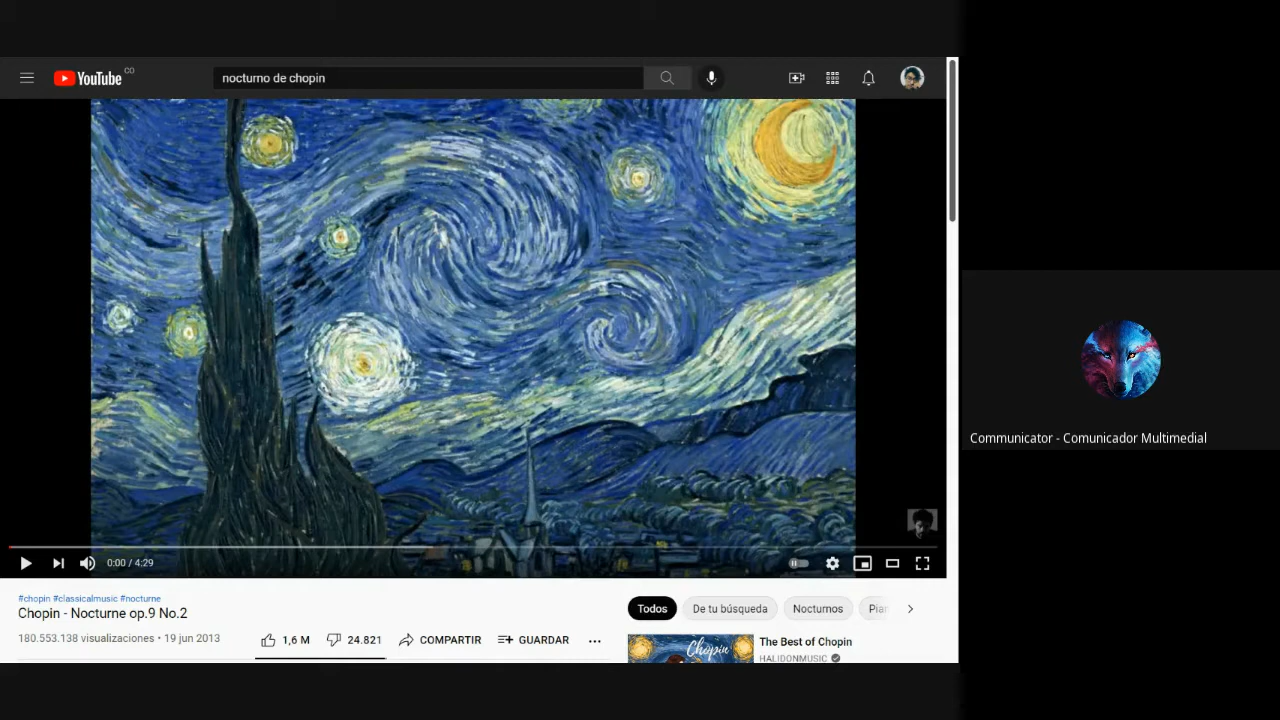 YouTube CO
nocturno de chopin
0:00 / 4:29
#chopin #classicalmusic #nocturne
Chopin - Nocturne op.9 No.2
180.553.138 visualizaciones • 19 jun 2013
1,6 M
24.821
COMPARTIR
GUARDAR
Todos
De tu búsqueda
Nocturnos
Chopin
The Best of Chopin
HALIDONMUSIC
Communicator - Comunicador Multimedial